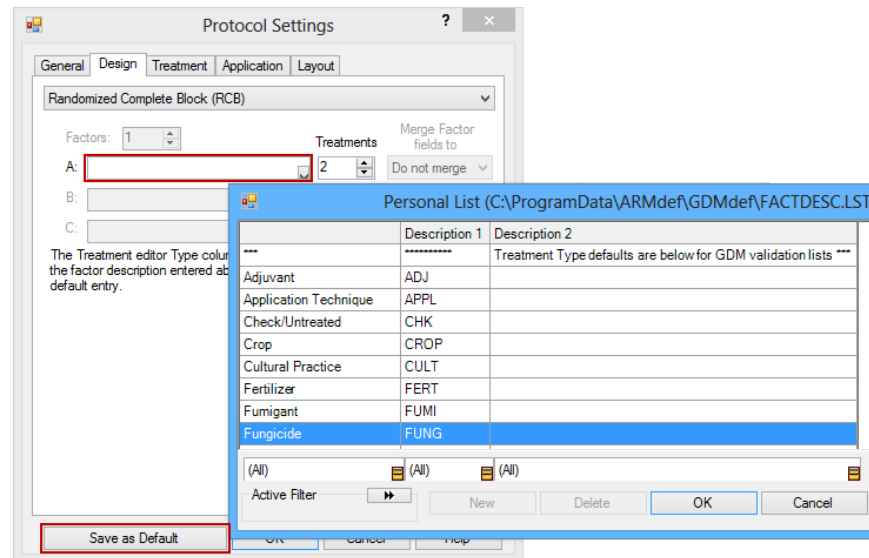 Protocol Settings
?
General Design Treatment Application Layout
Randomized Complete Block (RCB)
Factors: 1
Treatments
Merge Factor
fields to
A:
2
Do not merge
B:
C:
The Treatment editor Type colu
the factor description entered ab
default entry.
Save as Default
OK
Cancel
Help
Personal List (C:\ProgramData\ARMdef\GDMdef\FACTDESC.LST
Description 1 Description 2
*** ********** Treatment Type defaults are below for GDM validation lists ***
Adjuvant ADJ
Application Technique APPL
Check/Untreated CHK
Crop CROP
Cultural Practice CULT
Fertilizer FERT
Fumigant FUMI
Fungicide FUNG
(All) (All) (All)
Active Filter
New Delete OK Cancel